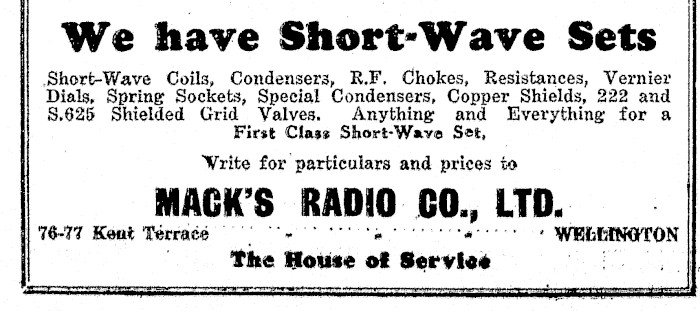 We have Short-Wave Sets
Short-Wave Coils, Condensers, R.F. Chokes, Resistances, Vernier
Dials, Spring Sockets, Special Condensers, Copper Shields, 222 and
S.625 Shielded Grid Valves. Anything and Everything for a
First Class Short-Wave Set.
Write for particulars and prices to
MACK'S RADIO CO., LTD.
76-77 Kent Terrace WELLINGTON
The House of Service